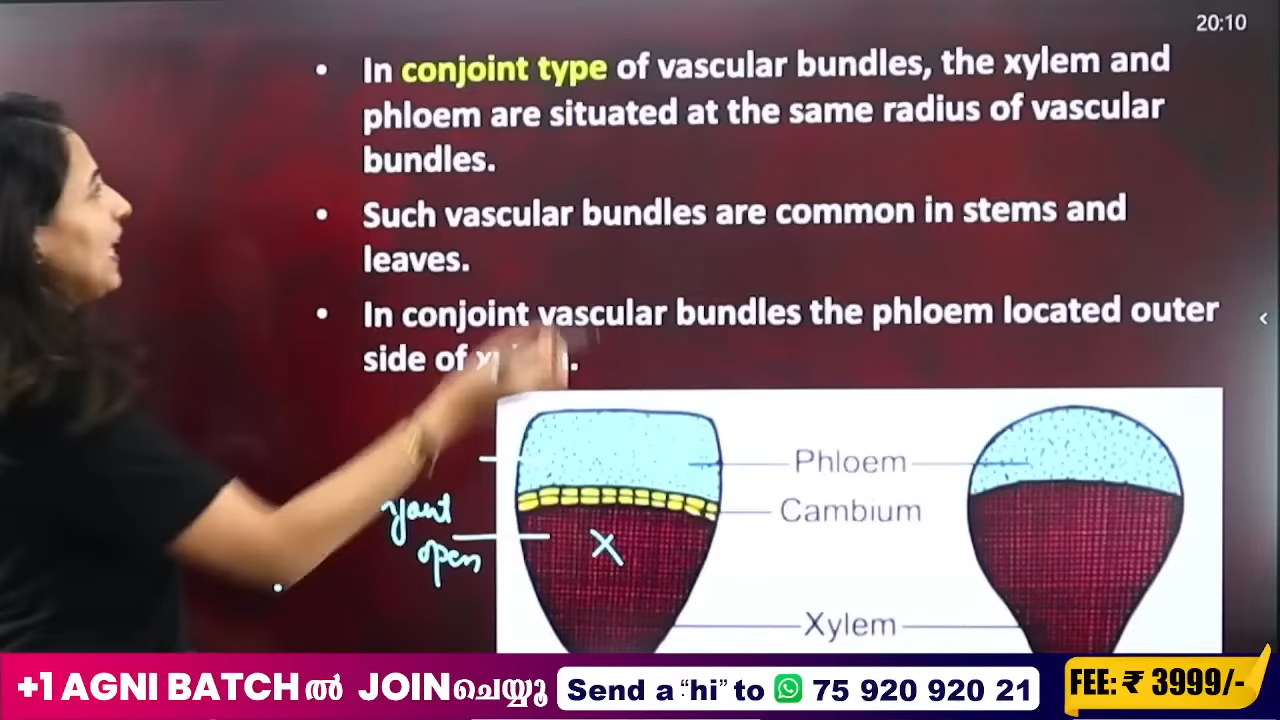 20:10
• In conjoint type of vascular bundles, the xylem and
phloem are situated at the same radius of vascular
bundles.
• Such vascular bundles are common in stems and
leaves.
• In conjoint vascular bundles the phloem located outer
side of
Phloem
Cambium
open
X
Xylem
+1 AGNI BATCHൽ JOINചെയ്യൂ
Send a “hi” to 75 920 920 21
FEE: ₹ 3999/-